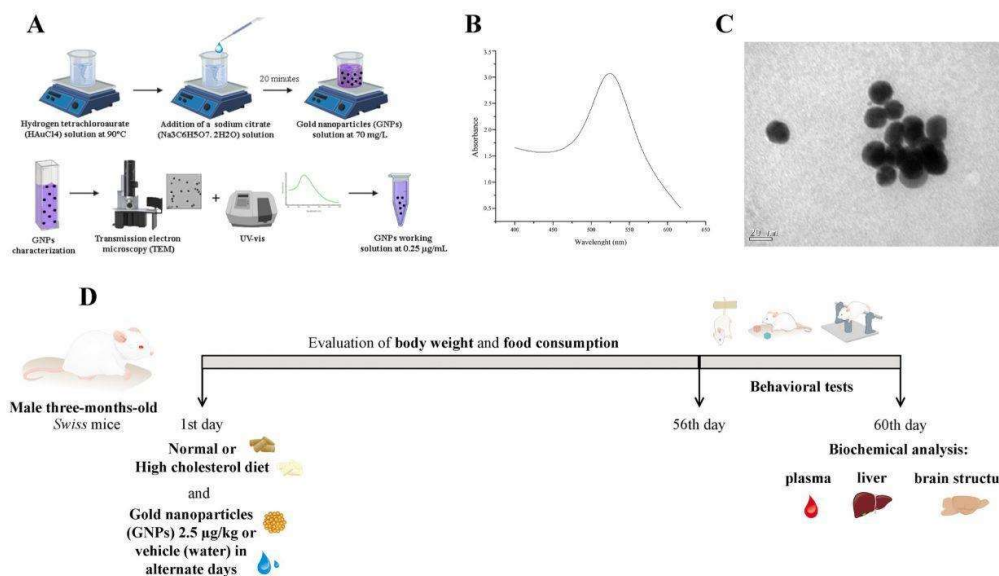 A
20 minutes
Hydrogen tetrachloroaurate
(HAuCl4) solution at 90°C
Addition of a sodium citrate
(Na3C6H5O7. 2H2O) solution
Gold nanoparticles (GNPs)
solution at 70 mg/L
GNPs
characterization
Transmission electron
microscopy (TEM)
+
UV-vis
GNPs working
solution at 0.25 µg/mL
B
Absorbance
3.5
3.0
2.5
2.0
1.5
1.0
0.5
400
450
500
550
600
650
Wavelenght (nm)
C
D
Evaluation of body weight and food consumption
Behavioral tests
Male three-months-old
Swiss mice
1st day
56th day
60th day
Normal or
High cholesterol diet
and
Gold nanoparticles
(GNPs) 2.5 µg/kg or
vehicle (water) in
alternate days
Biochemical analysis:
plasma
liver
brain structu